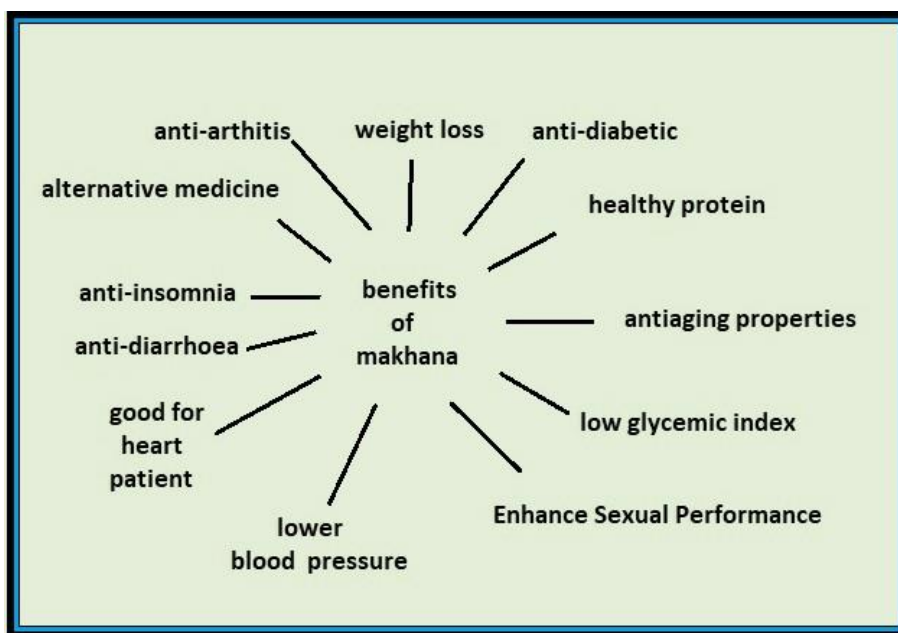 anti-arthitis
weight loss
anti-diabetic
alternative medicine
healthy protein
anti-insomnia
benefits
of
makhana
antiaging properties
anti-diarrhoea
good for
heart
patient
low glycemic index
Enhance Sexual Performance
lower
blood pressure